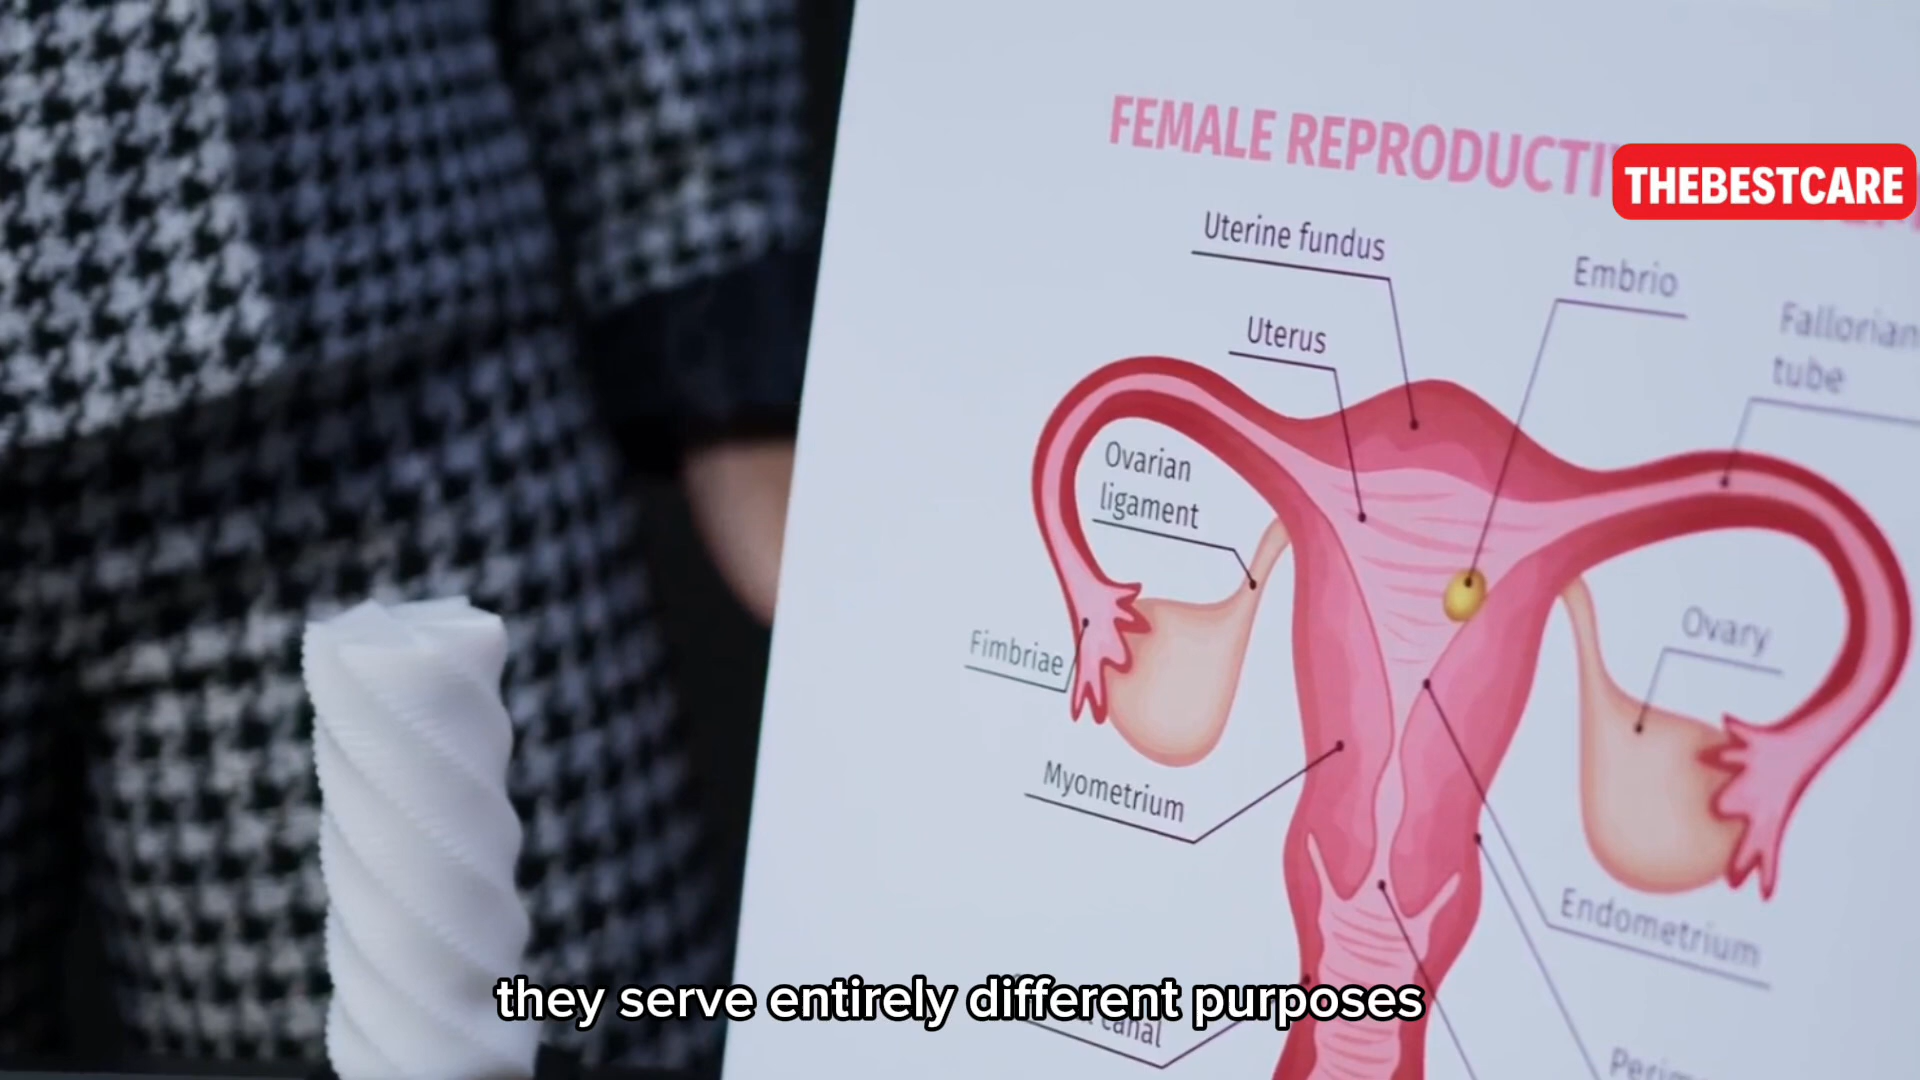 FEMALE REPRODUCTI
THEBESTCARE
Uterine fundus
Embrio
Uterus
Fallorian
tube
Ovarian
ligament
Ovary
Fimbriae
Myometrium
Endometrium
they serve entirely different purposes
canal